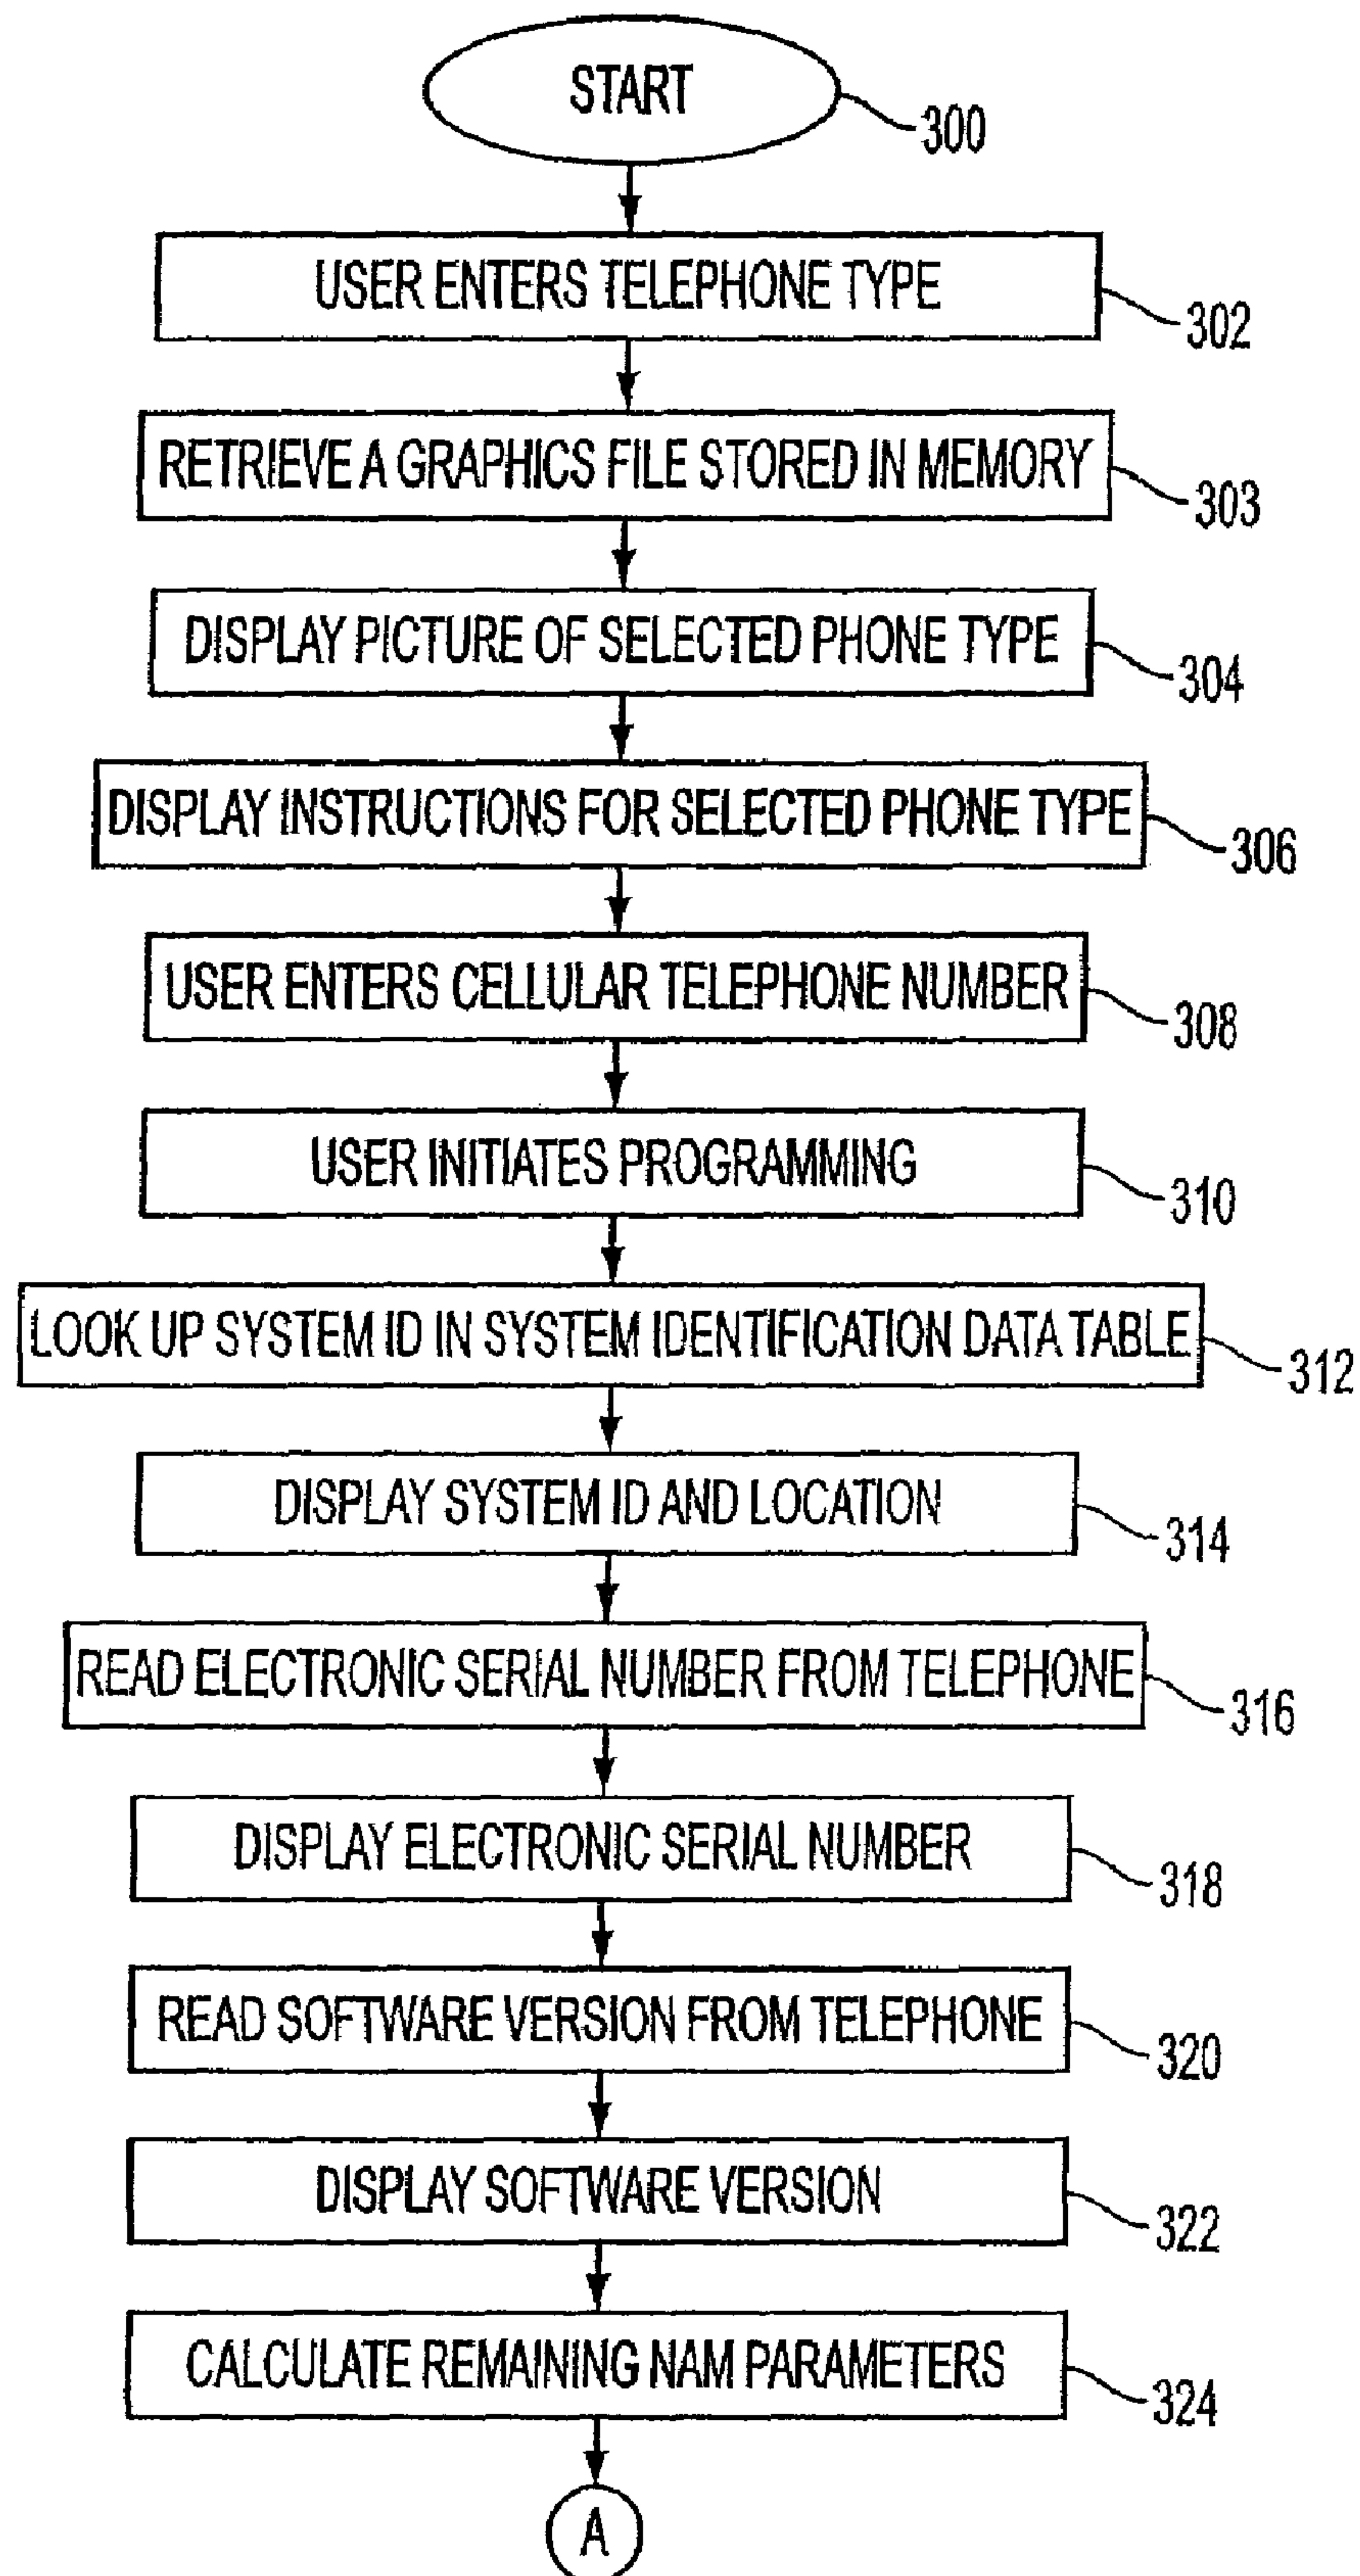 START
300
USER ENTERS TELEPHONE TYPE
302
RETRIEVE A GRAPHICS FILE STORED IN MEMORY
303
DISPLAY PICTURE OF SELECTED PHONE TYPE
304
DISPLAY INSTRUCTIONS FOR SELECTED PHONE TYPE
306
USER ENTERS CELLULAR TELEPHONE NUMBER
308
USER INITIATES PROGRAMMING
310
LOOK UP SYSTEM ID IN SYSTEM IDENTIFICATION DATA TABLE
312
DISPLAY SYSTEM ID AND LOCATION
314
READ ELECTRONIC SERIAL NUMBER FROM TELEPHONE
316
DISPLAY ELECTRONIC SERIAL NUMBER
318
READ SOFTWARE VERSION FROM TELEPHONE
320
DISPLAY SOFTWARE VERSION
322
CALCULATE REMAINING NAM PARAMETERS
324
A